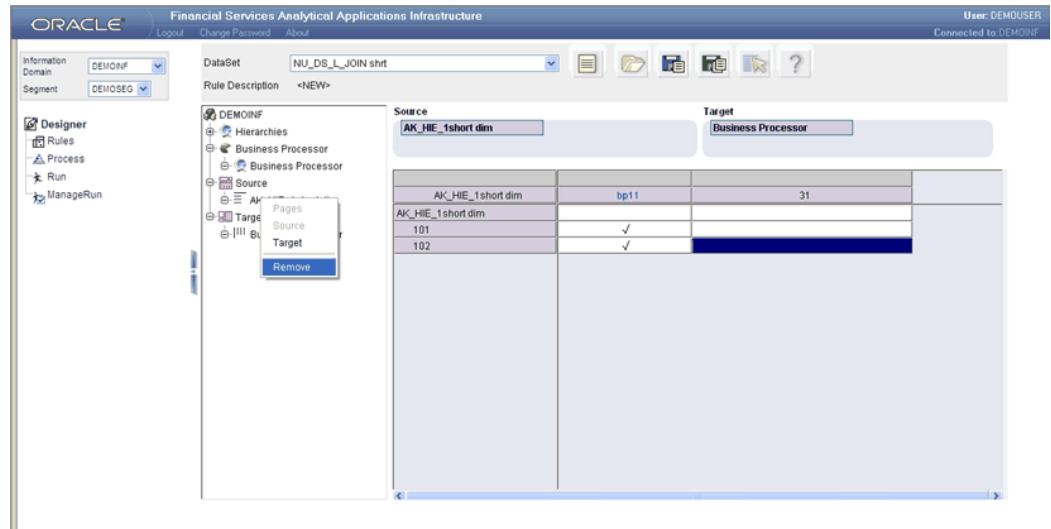 ORACLE
Financial Services Analytical Applications Infrastructure
User: DEMOUSER
Logout Change Password About
Connected to:DEMOINF
Information Domain
DEMOINF
Segment
DEMOSEG
Designer
Rules
Process
Run
ManageRun
DataSet
NU_DS_L_JOIN shrt
Rule Description <NEW>
DEMOINF
Hierarchies
Business Processor
Business Processor
Source
Pages
Source
Target
Remove
Source
AK_HIE_1short dim
Target
Business Processor
AK_HIE_1short dim bp11 31
AK_HIE_1short dim
101 √
102 √